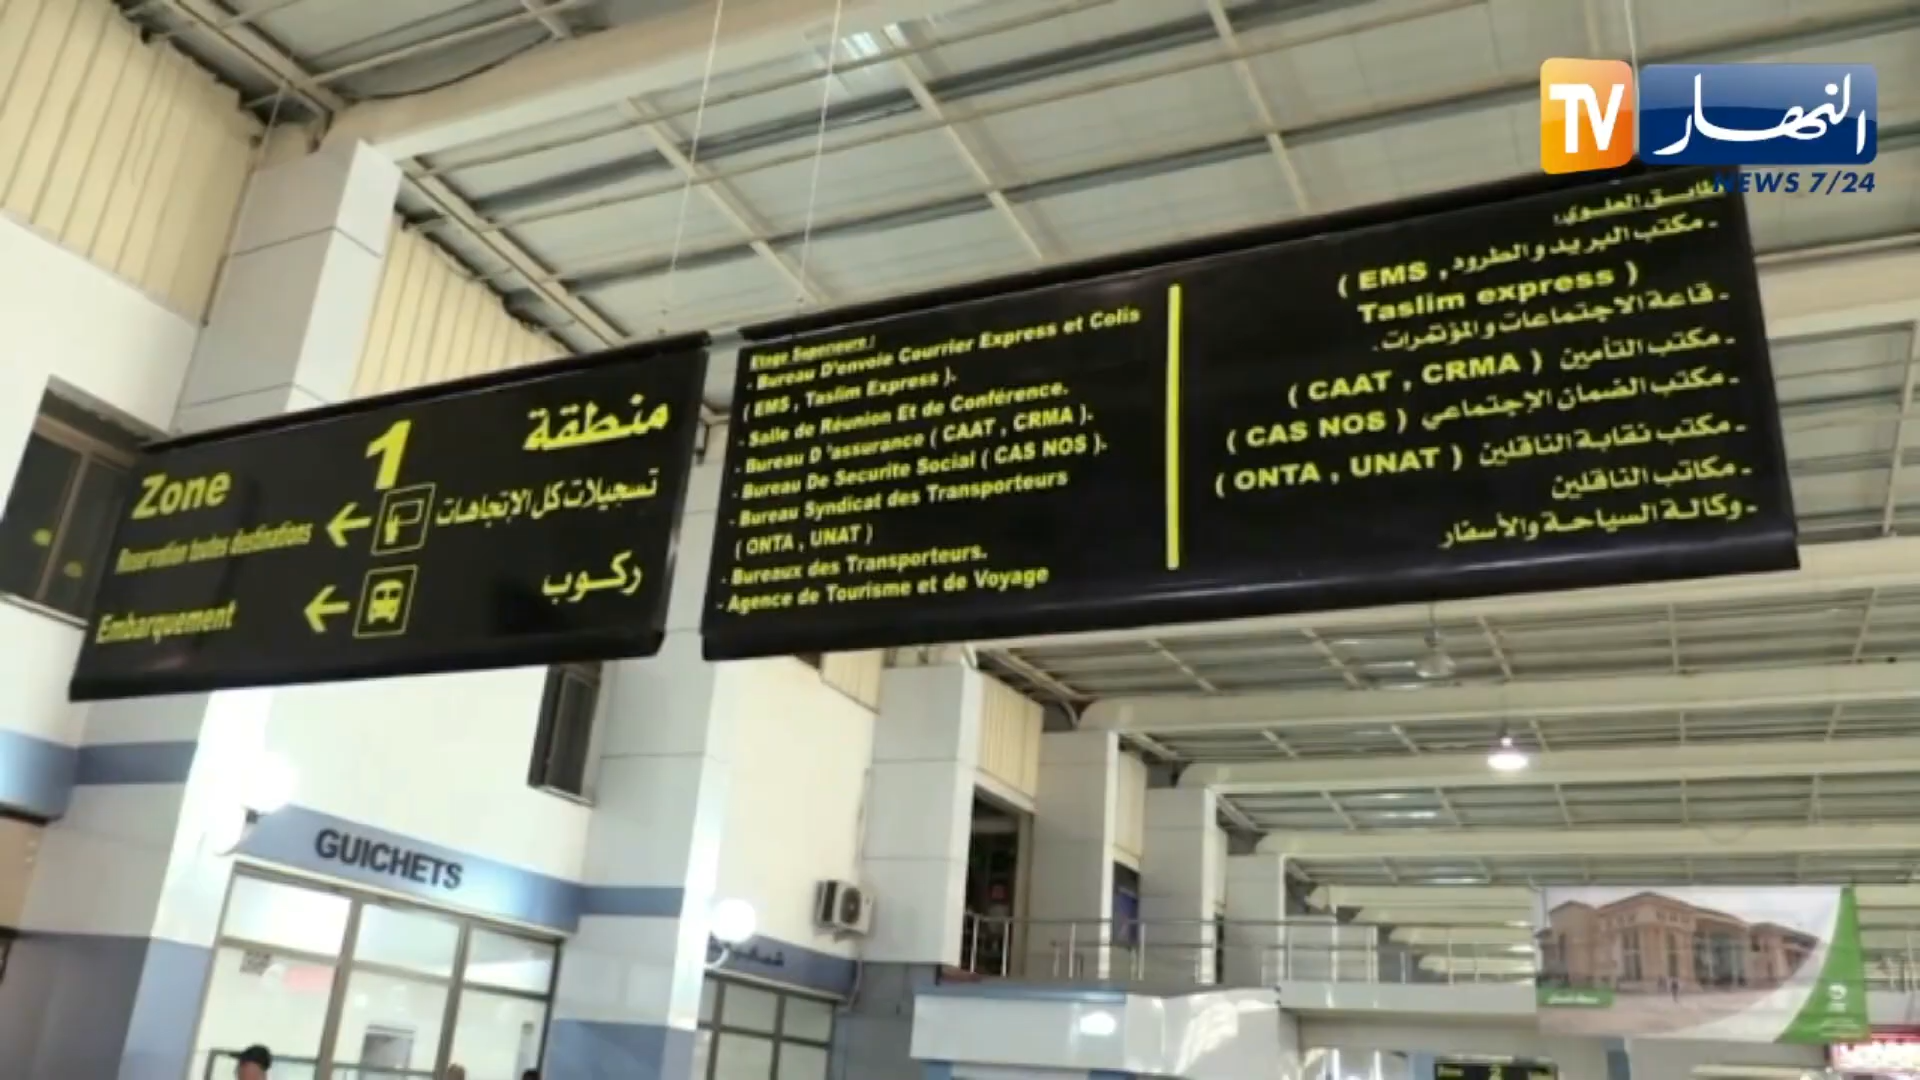 TV النهار
NEWS 7/24
Zone 1 منطقة
Reservation toutes destinations تسجيلات كل الاتجاهات
Embarquement ركوب
Etage Superieure :
- Bureau D'envoie Courrier Express et Colis
( EMS , Taslim Express ).
- Salle de Réunion Et de Conférence.
- Bureau D 'assurance ( CAAT , CRMA ).
- Bureau De Securite Social ( CAS NOS ).
- Bureau Syndicat des Transporteurs
( ONTA , UNAT )
- Bureaux des Transporteurs.
- Agence de Tourisme et de Voyage
العلوي:
- مكتب البريد والطرود , EMS )
Taslim express )
- قاعة الاجتماعات والمؤتمرات.
- مكتب التأمين ( CAAT , CRMA )
- مكتب الضمان الإجتماعي ( CAS NOS )
- مكتب نقابة الناقلين ( ONTA , UNAT )
- مكاتب الناقلين
- وكالة السياحة والأسفار
GUICHETS